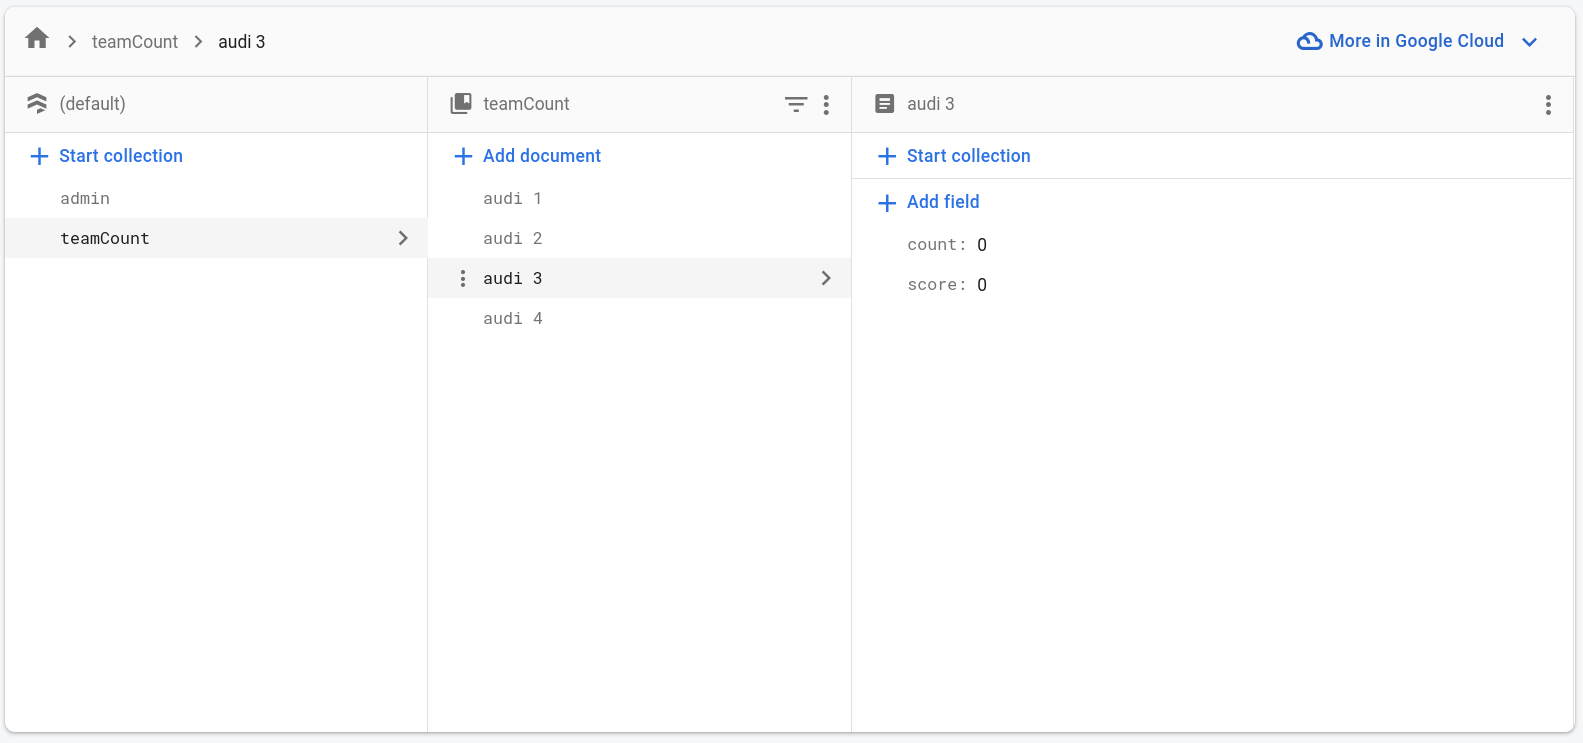 teamCount audi 3
More in Google Cloud
(default)
Start collection
admin
teamCount
teamCount
Add document
audi 1
audi 2
audi 3
audi 4
audi 3
Start collection
Add field
count: 0
score: 0